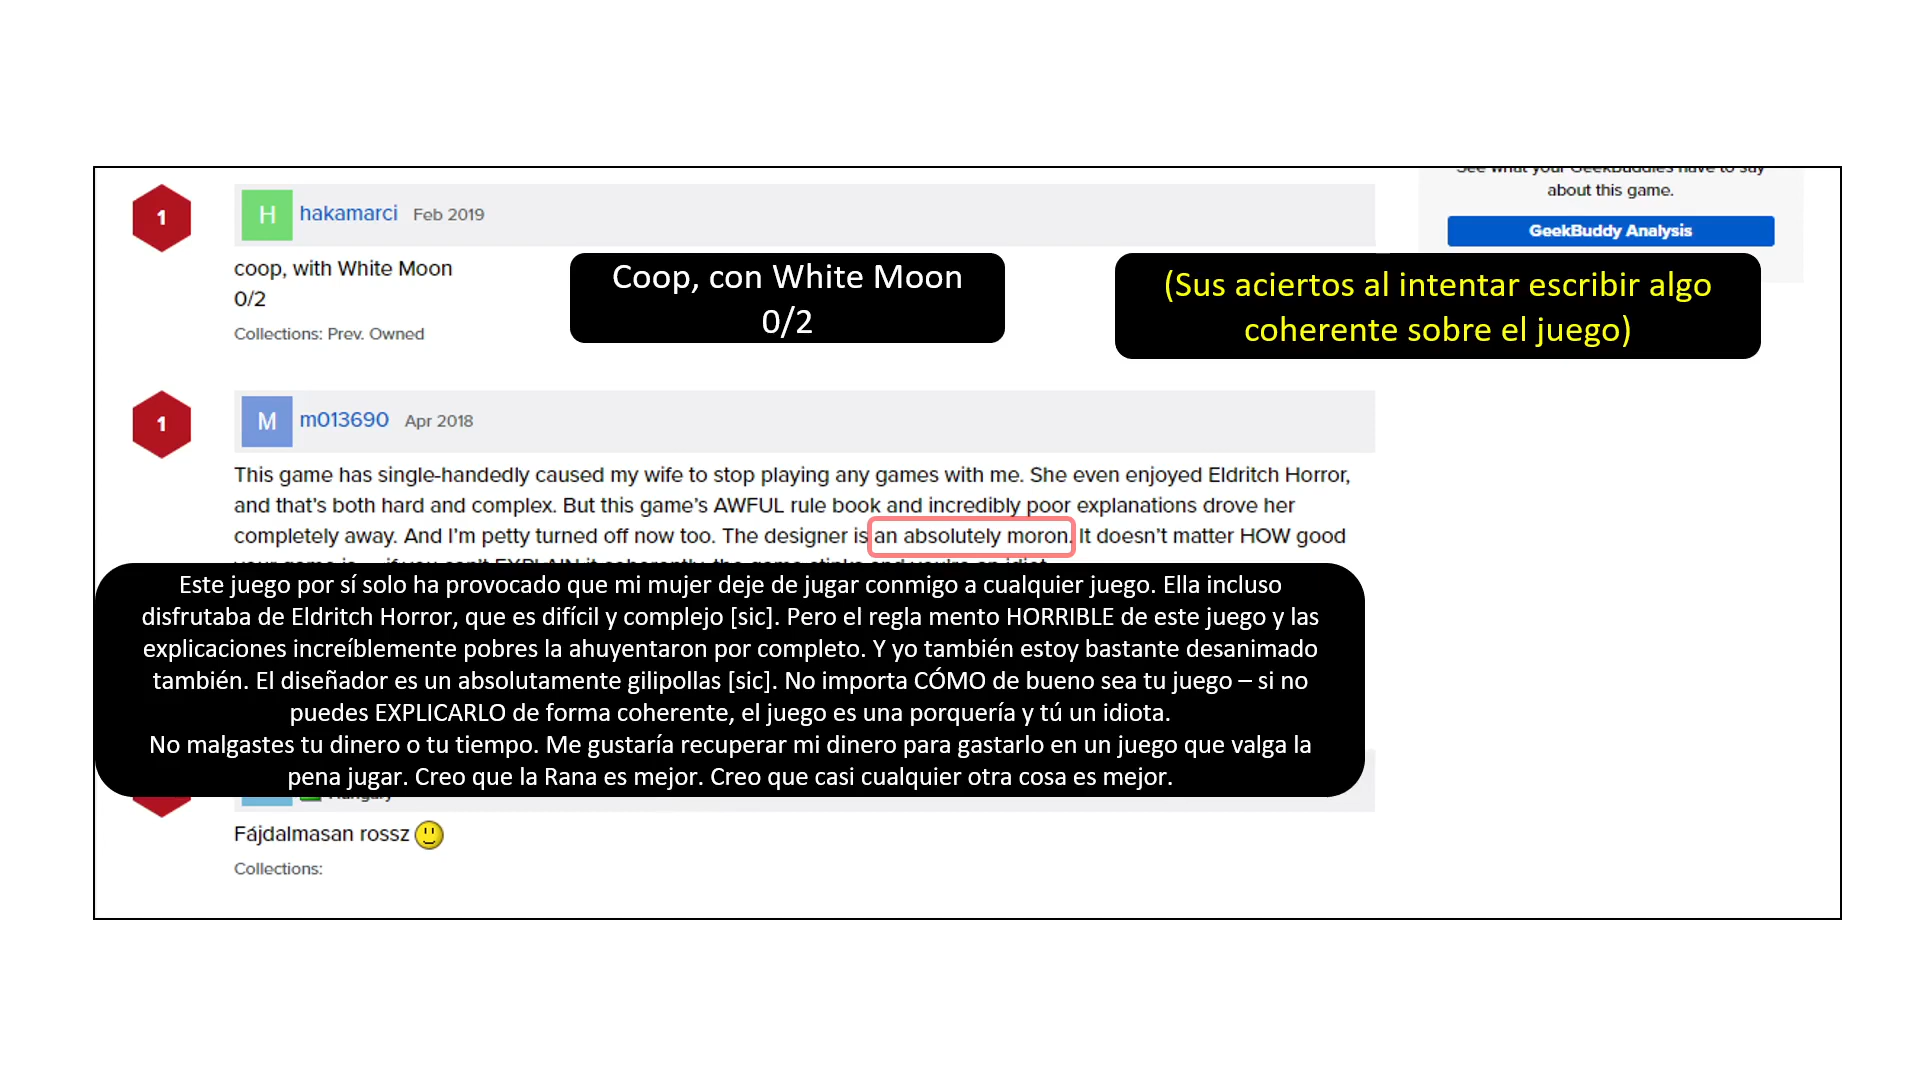 See what your GeekBuddies have to say
about this game.
GeekBuddy Analysis
1
H
hakamarci Feb 2019
coop, with White Moon
0/2
Collections: Prev. Owned
Coop, con White Moon
0/2
(Sus aciertos al intentar escribir algo
coherente sobre el juego)
1
M
m013690 Apr 2018
This game has single-handedly caused my wife to stop playing any games with me. She even enjoyed Eldritch Horror,
and that's both hard and complex. But this game's AWFUL rule book and incredibly poor explanations drove her
completely away. And I'm petty turned off now too. The designer is an absolutely moron. It doesn't matter HOW good
Este juego por sí solo ha provocado que mi mujer deje de jugar conmigo a cualquier juego. Ella incluso
disfrutaba de Eldritch Horror, que es difícil y complejo [sic]. Pero el regla mento HORRIBLE de este juego y las
explicaciones increíblemente pobres la ahuyentaron por completo. Y yo también estoy bastante desanimado
también. El diseñador es un absolutamente gilipollas [sic]. No importa CÓMO de bueno sea tu juego – si no
puedes EXPLICARLO de forma coherente, el juego es una porquería y tú un idiota.
No malgastes tu dinero o tu tiempo. Me gustaría recuperar mi dinero para gastarlo en un juego que valga la
pena jugar. Creo que la Rana es mejor. Creo que casi cualquier otra cosa es mejor.
Hungary
Fájdalmasan rossz
Collections: